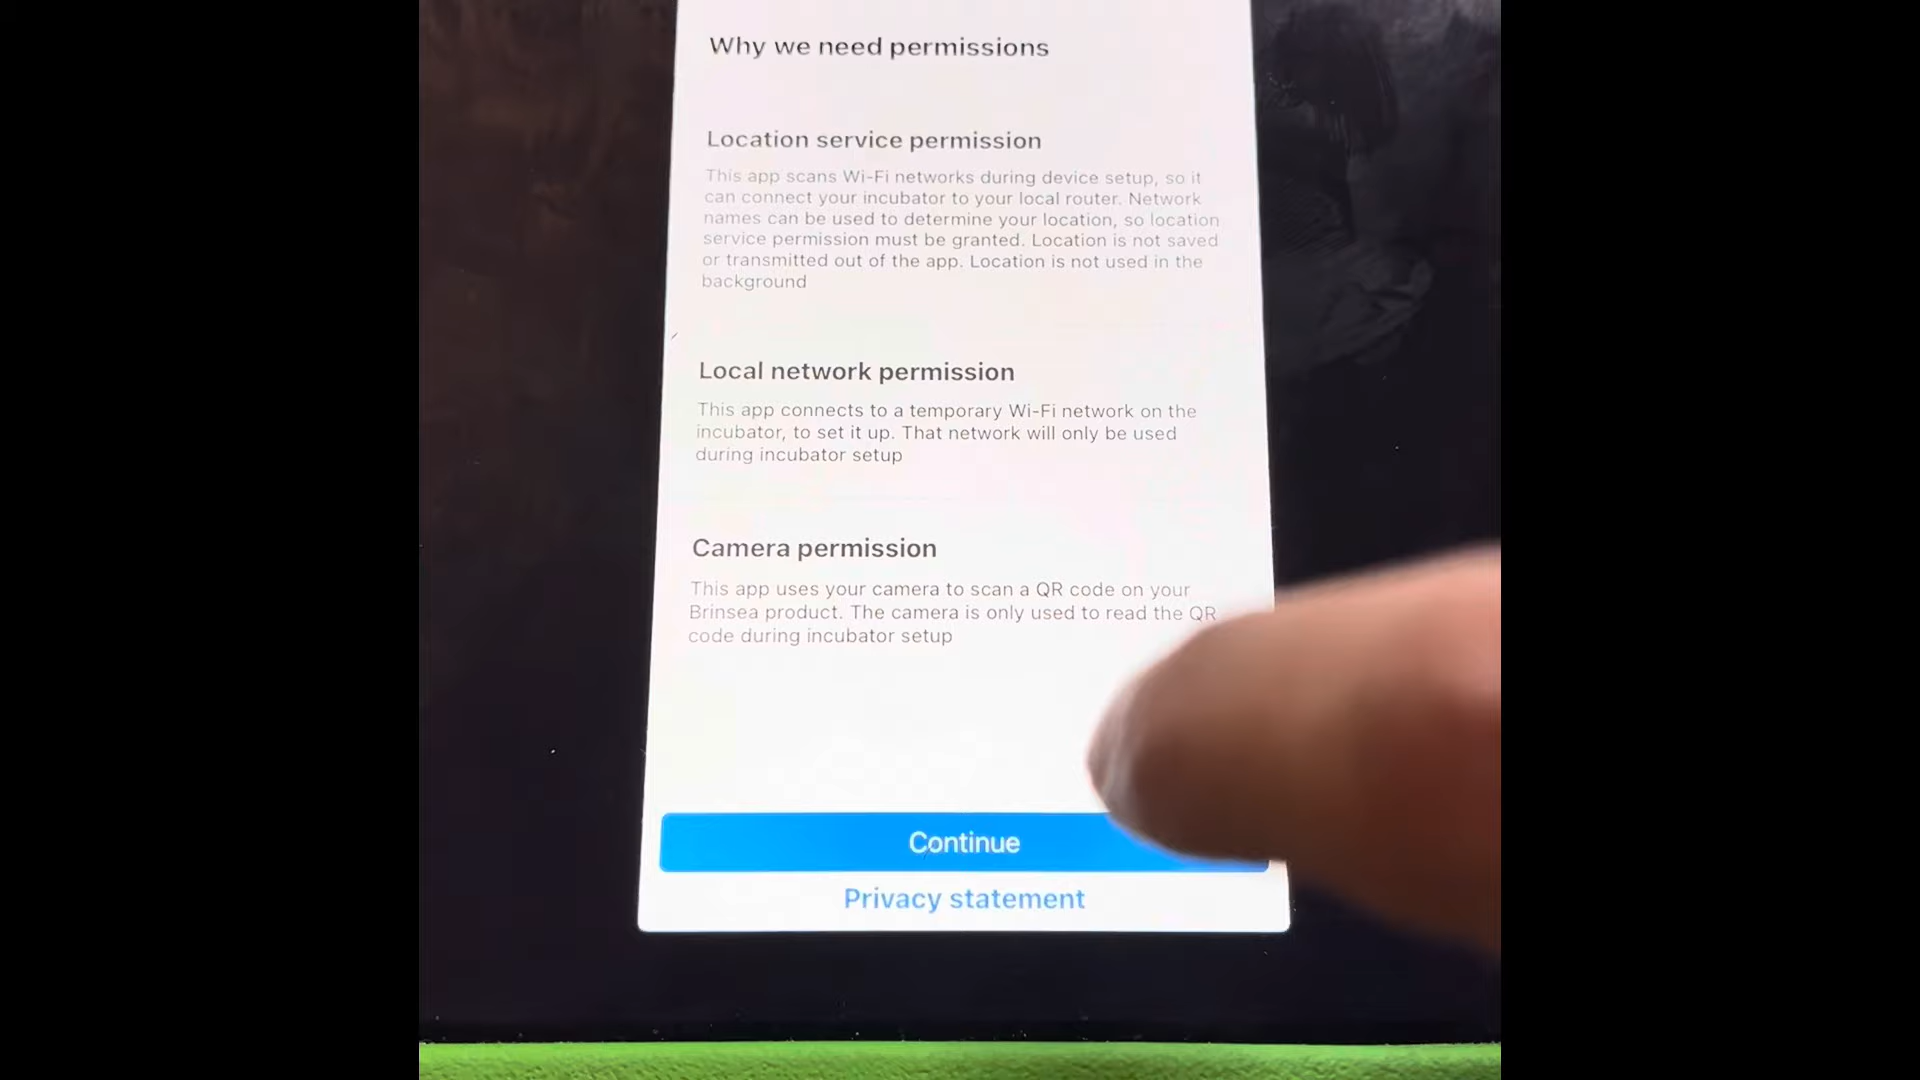 Why we need permissions
Location service permission
This app scans Wi-Fi networks during device setup, so it
can connect your incubator to your local router. Network
names can be used to determine your location, so location
service permission must be granted. Location is not saved
or transmitted out of the app. Location is not used in the
background
Local network permission
This app connects to a temporary Wi-Fi network on the
incubator, to set it up. That network will only be used
during incubator setup
Camera permission
This app uses your camera to scan a QR code on your
Brinsea product. The camera is only used to read the QR
code during incubator setup
Continue
Privacy statement